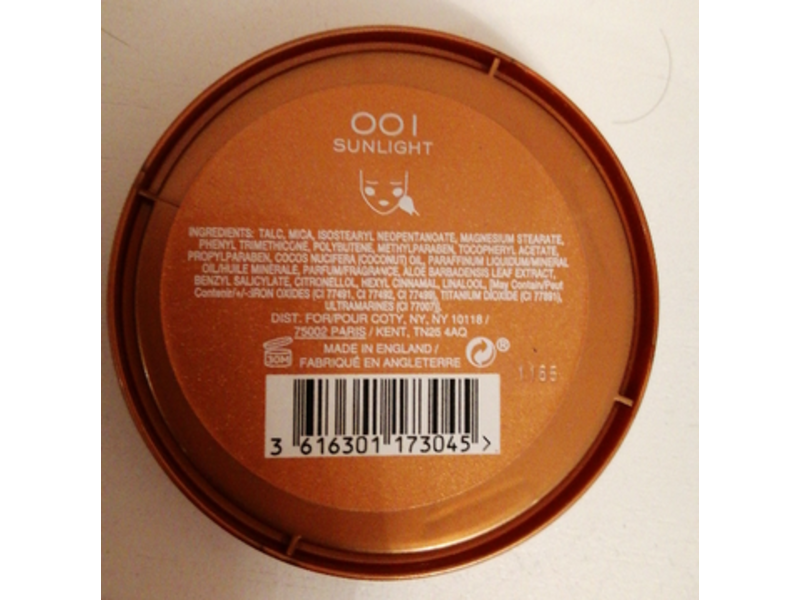 001
SUNLIGHT
INGREDIENTS: TALC, MICA, ISOSTEARYL NEOPENTANOATE, MAGNESIUM STEARATE,
PHENYL TRIMETHICONE, POLYBUTENE, METHYLPARABEN, TOCOPHERYL ACETATE,
PROPYLPARABEN, COCOS NUCIFERA (COCONUT) OIL, PARAFFINUM LIQUIDUM/MINERAL
OIL/HUILE MINÉRALE, PARFUM/FRAGRANCE, ALOE BARBADENSIS LEAF EXTRACT,
BENZYL SALICYLATE, CITRONELLOL, HEXYL CINNAMAL, LINALOOL, [May Contain/Peut
Contenir/+/-:IRON OXIDES (CI 77491, CI 77492, CI 77499), TITANIUM DIOXIDE (CI 77891),
ULTRAMARINES (CI 77007)].
DIST. FOR/POUR COTY, NY, NY 10118 /
75002 PARIS / KENT, TN25 4AQ
30M MADE IN ENGLAND /
FABRIQUÉ EN ANGLETERRE ®
1165
3 616301 173045 >